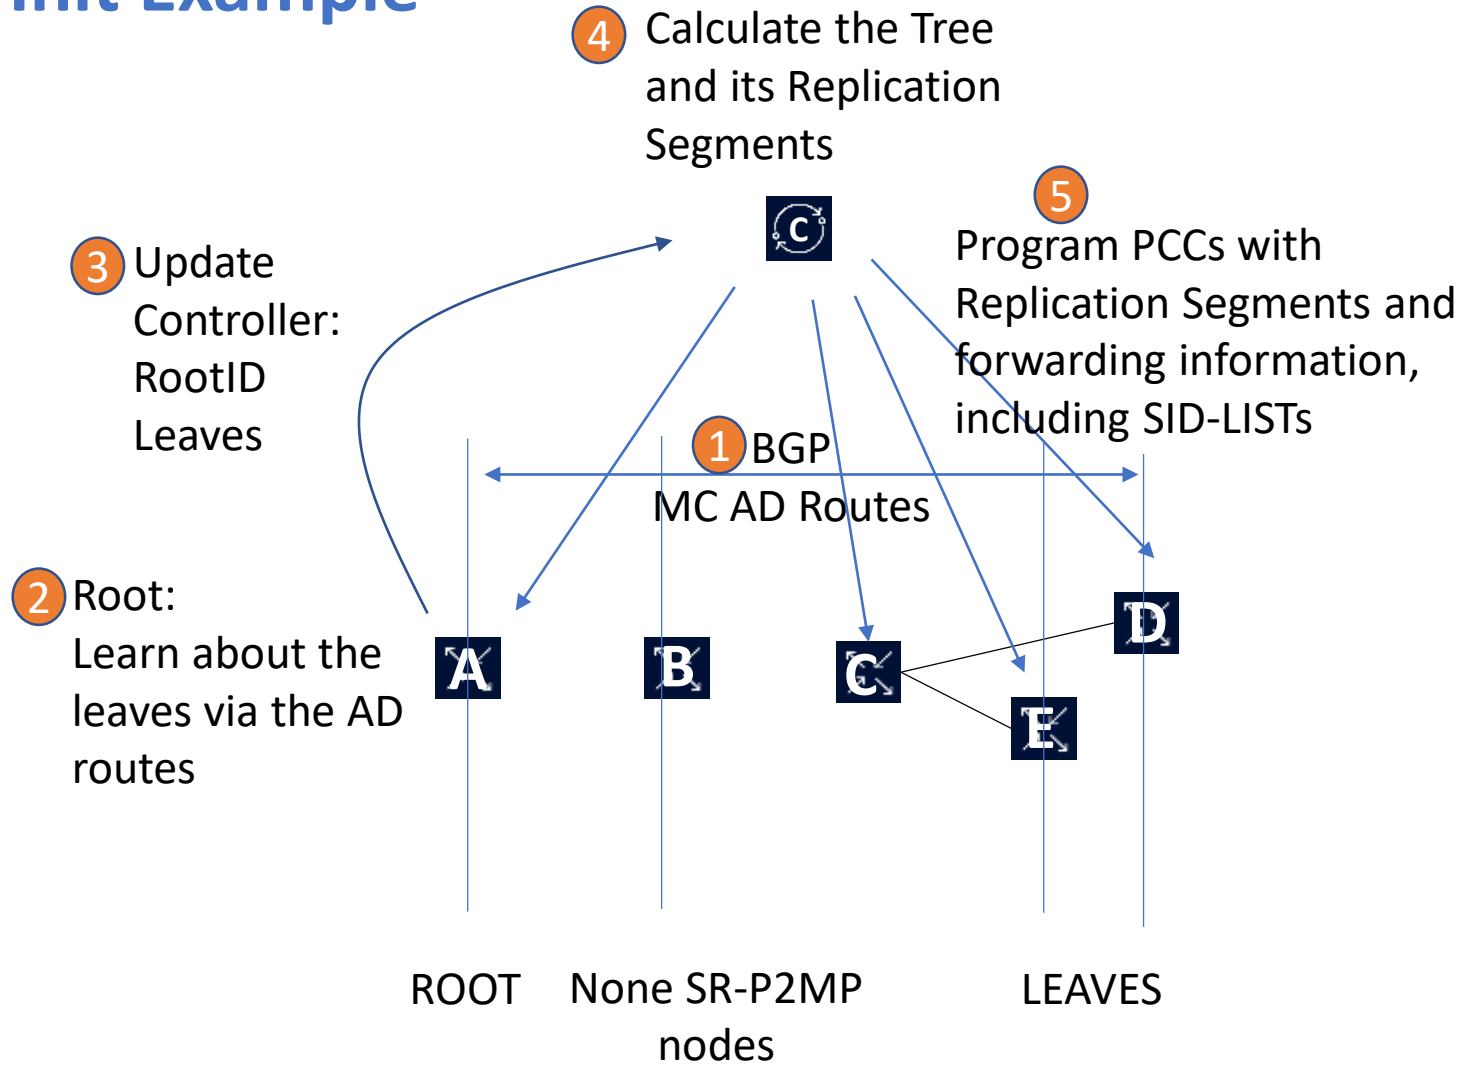 Example
4
Calculate the Tree
and its Replication
Segments
C
5
Program PCCs with
Replication Segments and
forwarding information,
including SID-LISTs
3
Update
Controller:
RootID
Leaves
1
BGP
MC AD Routes
2
Root:
Learn about the
leaves via the AD
routes
A
B
C
D
E
ROOT
None SR-P2MP
nodes
LEAVES